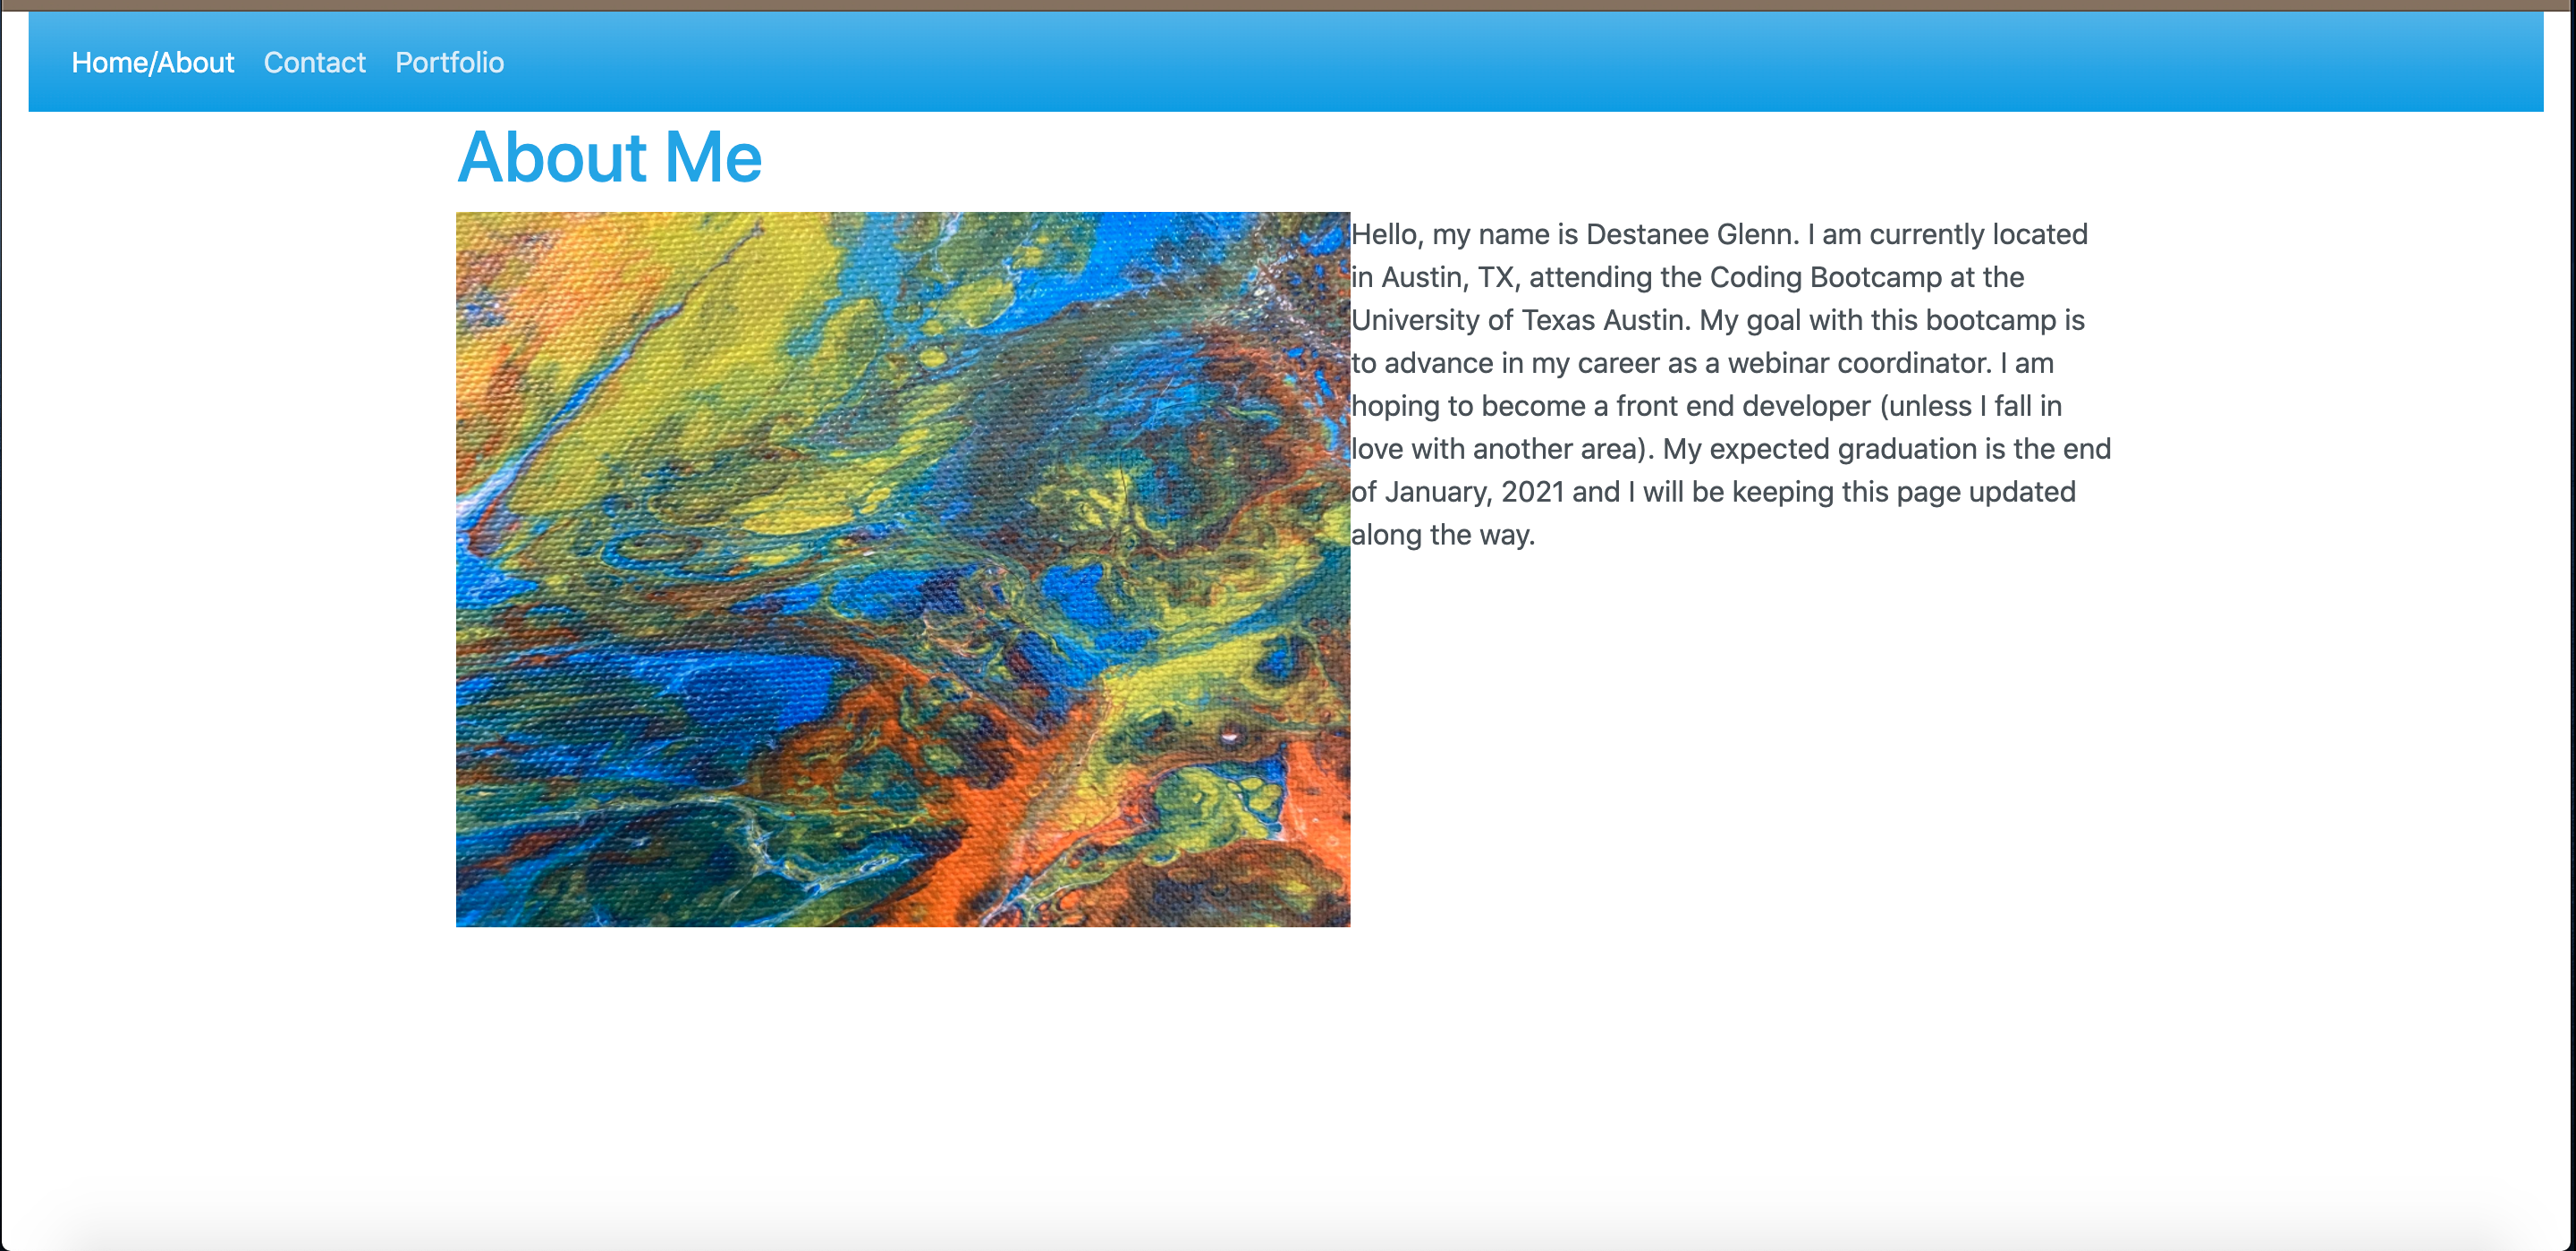 Home/About Contact Portfolio
About Me
Hello, my name is Destanee Glenn. I am currently located
in Austin, TX, attending the Coding Bootcamp at the
University of Texas Austin. My goal with this bootcamp is
to advance in my career as a webinar coordinator. I am
hoping to become a front end developer (unless I fall in
love with another area). My expected graduation is the end
of January, 2021 and I will be keeping this page updated
along the way.